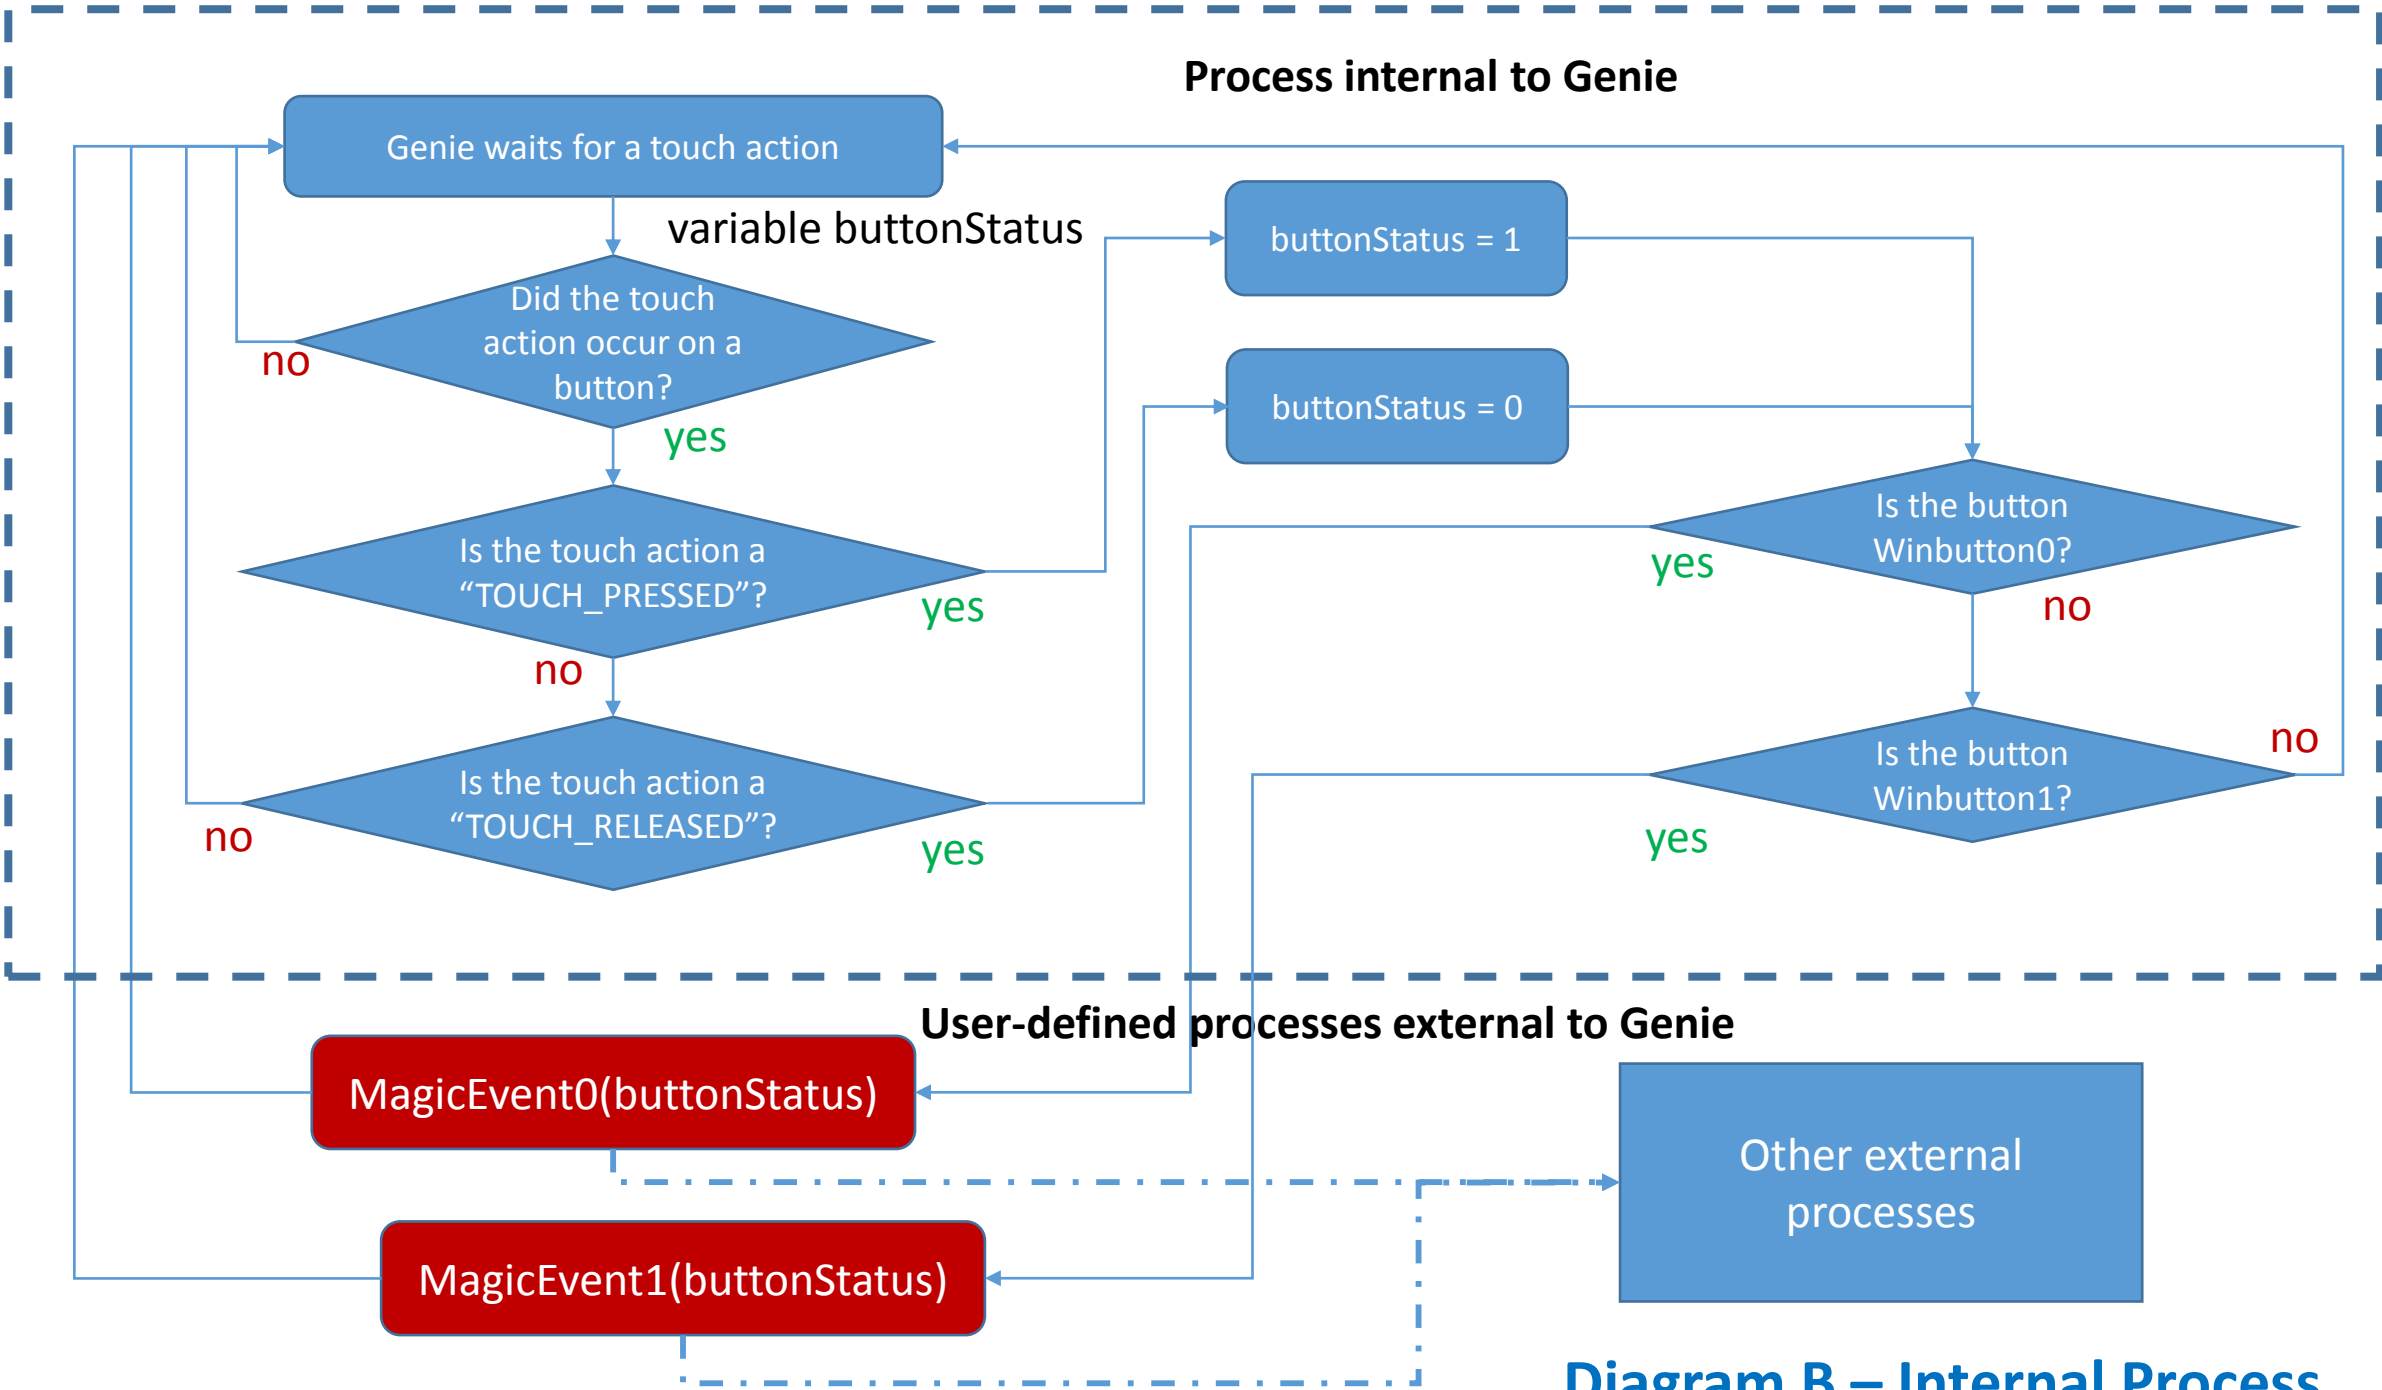 Process internal to Genie
Genie waits for a touch action
variable buttonStatus
Did the touch
action occur on a
button?
no
yes
Is the touch action a
“TOUCH_PRESSED”?
yes
no
Is the touch action a
“TOUCH_RELEASED”?
no
yes
buttonStatus = 1
buttonStatus = 0
Is the button
Winbutton0?
yes
no
Is the button
Winbutton1?
no
yes
User-defined processes external to Genie
MagicEvent0(buttonStatus)
MagicEvent1(buttonStatus)
Other external
processes
Diagram B – Internal Process